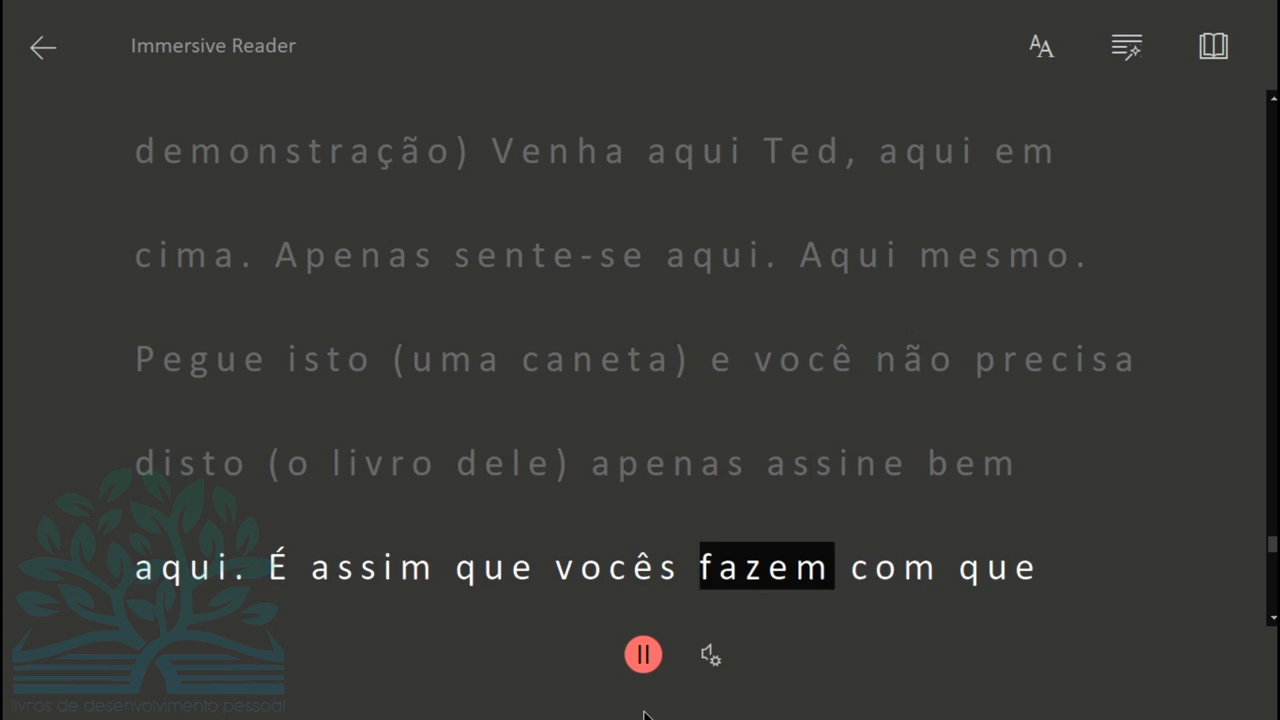 Immersive Reader
demonstração) Venha aqui Ted, aqui em
cima. Apenas sente-se aqui. Aqui mesmo.
Pegue isto (uma caneta) e você não precisa
disto (o livro dele) apenas assine bem
aqui. É assim que vocês fazem com que
livros de desenvolvimento pessoal